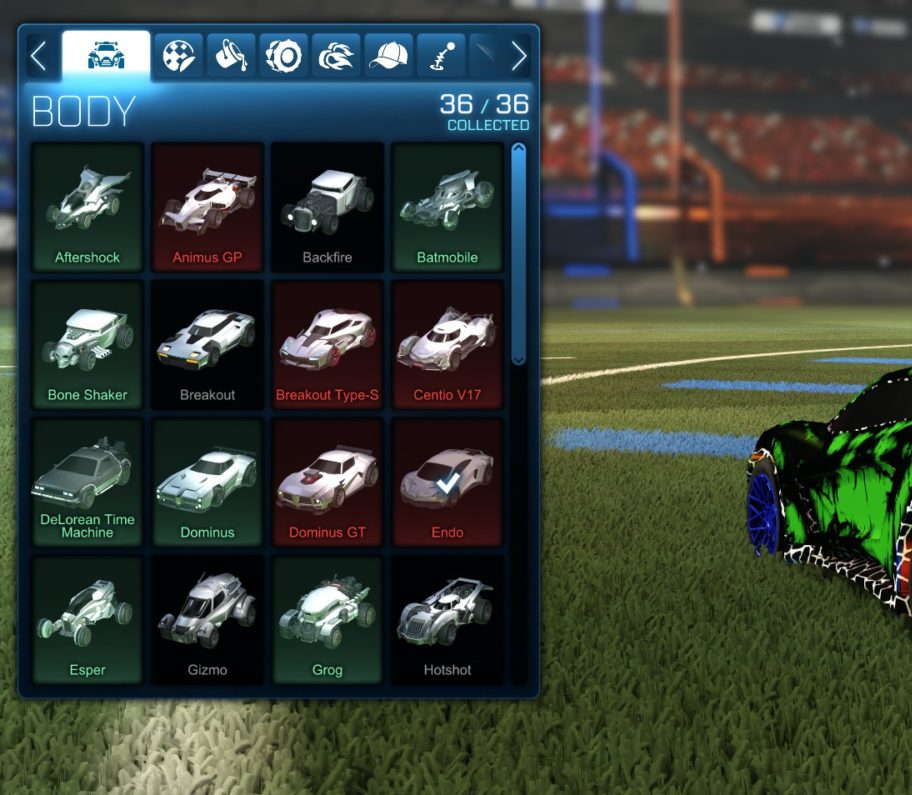 BODY
36 / 36
COLLECTED
Aftershock
Animus GP
Backfire
Batmobile
Bone Shaker
Breakout
Breakout Type-S
Centio V17
DeLorean Time
Machine
Dominus
Dominus GT
Endo
Esper
Gizmo
Grog
Hotshot